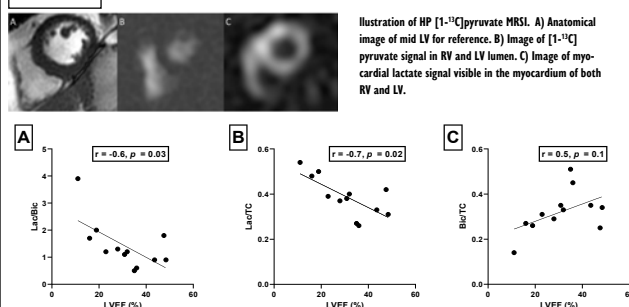 A
B
C
llustration of HP [1-¹³C]pyruvate MRSI. A) Anatomical
image of mid LV for reference. B) Image of [1-¹³C]
pyruvate signal in RV and LV lumen. C) Image of myo-
cardial lactate signal visible in the myocardium of both
RV and LV.
A
r = -0.6, p = 0.03
5
4
3
2
1
0
Lac/Bic
0 20 40 60
LVEF (%)
B
r = -0.7, p = 0.02
0.6
0.4
0.2
0.0
Lac/TC
0 20 40 60
LVEF (%)
C
r = 0.5, p = 0.1
0.6
0.4
0.2
0.0
Bic/TC
0 20 40
LVEF (%)